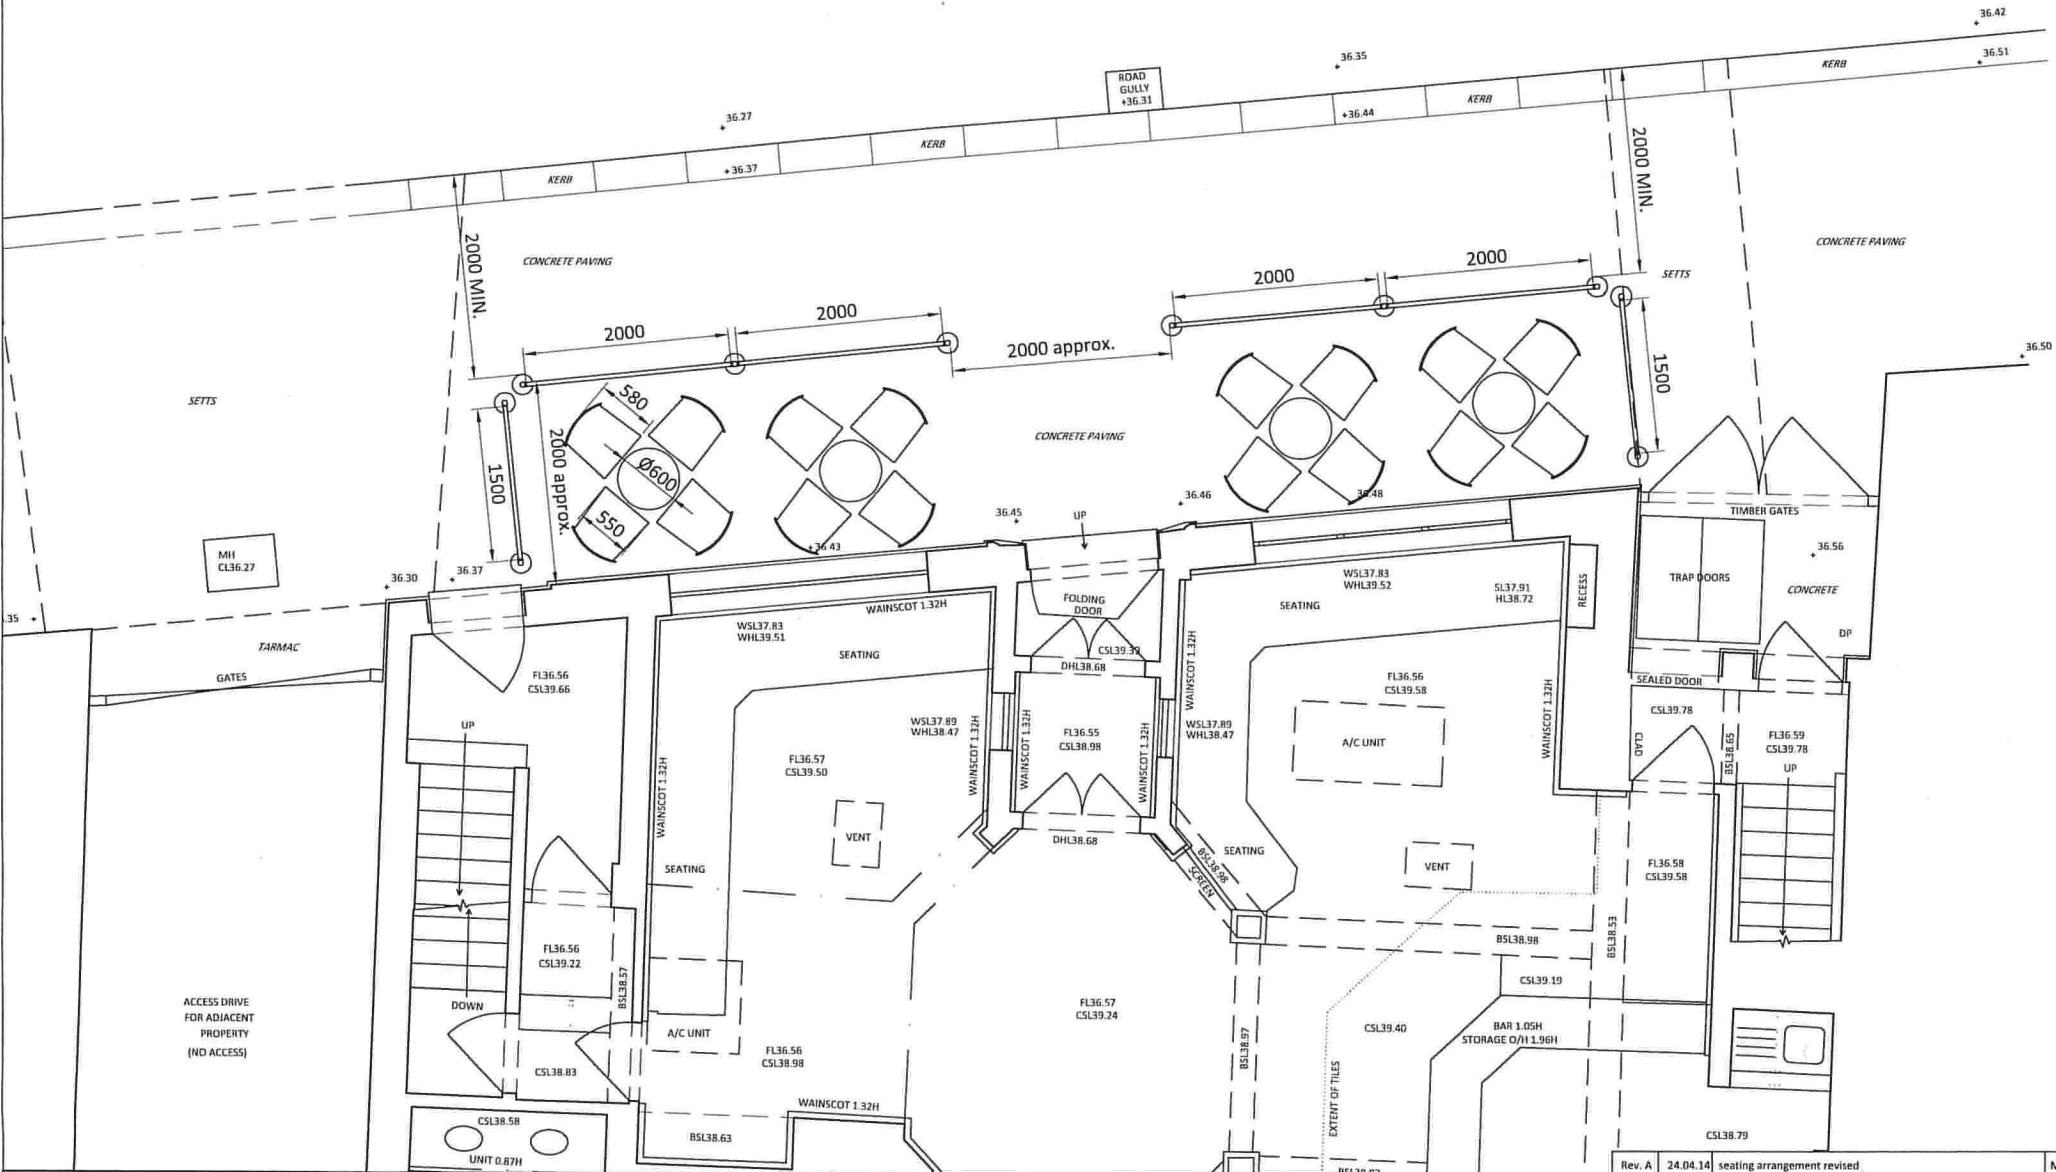 36.42
36.51
KERB
36.35
ROAD
GULLY
+36.31
KERB
+36.44
36.27
KERB
+36.37
KERB
2000 MIN.
2000 MIN.
CONCRETE PAVING
CONCRETE PAVING
SETTS
2000
2000
2000
2000
2000 approx.
36.50
1500
SETTS
580
Ø600
550
2000 approx.
1500
CONCRETE PAVING
36.46
36.48
36.45
UP
36.43
TIMBER GATES
36.56
MH
CL36.27
36.30
36.37
.35
TRAP DOORS
CONCRETE
RECESS
SL37.91
HL38.72
WSL37.83
WHL39.52
SEATING
FOLDING
DOOR
WAINSCOT 1.32H
WSL37.83
WHL39.51
SEATING
TARMAC
GATES
DP
CSL39.39
DHL38.68
WAINSCOT 1.32H
FL36.56
CSL39.66
FL36.56
CSL39.58
SEALED DOOR
CSL39.78
WAINSCOT 1.32H
UP
WSL37.89
WHL38.47
WAINSCOT 1.32H
WAINSCOT 1.32H
FL36.55
CSL38.98
WAINSCOT 1.32H
WSL37.89
WHL38.47
A/C UNIT
CLAD
BSL38.65
FL36.59
CSL39.78
UP
FL36.57
CSL39.50
WAINSCOT 1.32H
VENT
DHL38.68
BSL38.98
SCREEN
SEATING
VENT
FL36.58
CSL39.58
SEATING
FL36.56
CSL39.22
BSL38.57
BSL38.98
BSL38.53
CSL39.19
ACCESS DRIVE
FOR ADJACENT
PROPERTY
(NO ACCESS)
DOWN
A/C UNIT
FL36.57
CSL39.24
CSL39.40
BAR 1.05H
STORAGE O/H 1.96H
BSL38.97
FL36.56
CSL38.98
CSL38.83
WAINSCOT 1.32H
EXTENT OF TILES
CSL38.58
BSL38.63
CSL38.79
UNIT 0.87H
Rev. A 24.04.14 seating arrangement revised